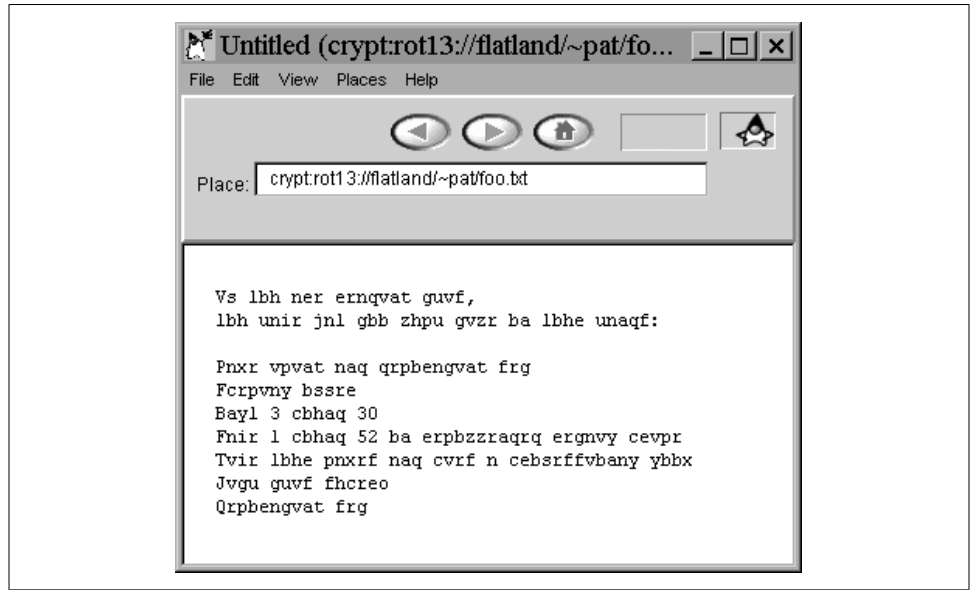 Untitled (crypt:rot13://flatland/~pat/fo...
File Edit View Places Help
Place: crypt:rot13://flatland/~pat/foo.txt
Vs lbh ner ernqvat guvf,
lbh unir jnl gbb zhpu gvzr ba lbhe unaqf:
Pnxr vpvat naq qrpbengvat frg
Fcrpvny bssre
Bayl 3 cbhaq 30
Fnir 1 cbhaq 52 ba erpbzzraqrq ergnvy cevpr
Tvir lbhe pnxrf naq cvrf n cebsrffvbany ybbx
Jvgu guvf fhcreo
Qrpbengvat frg